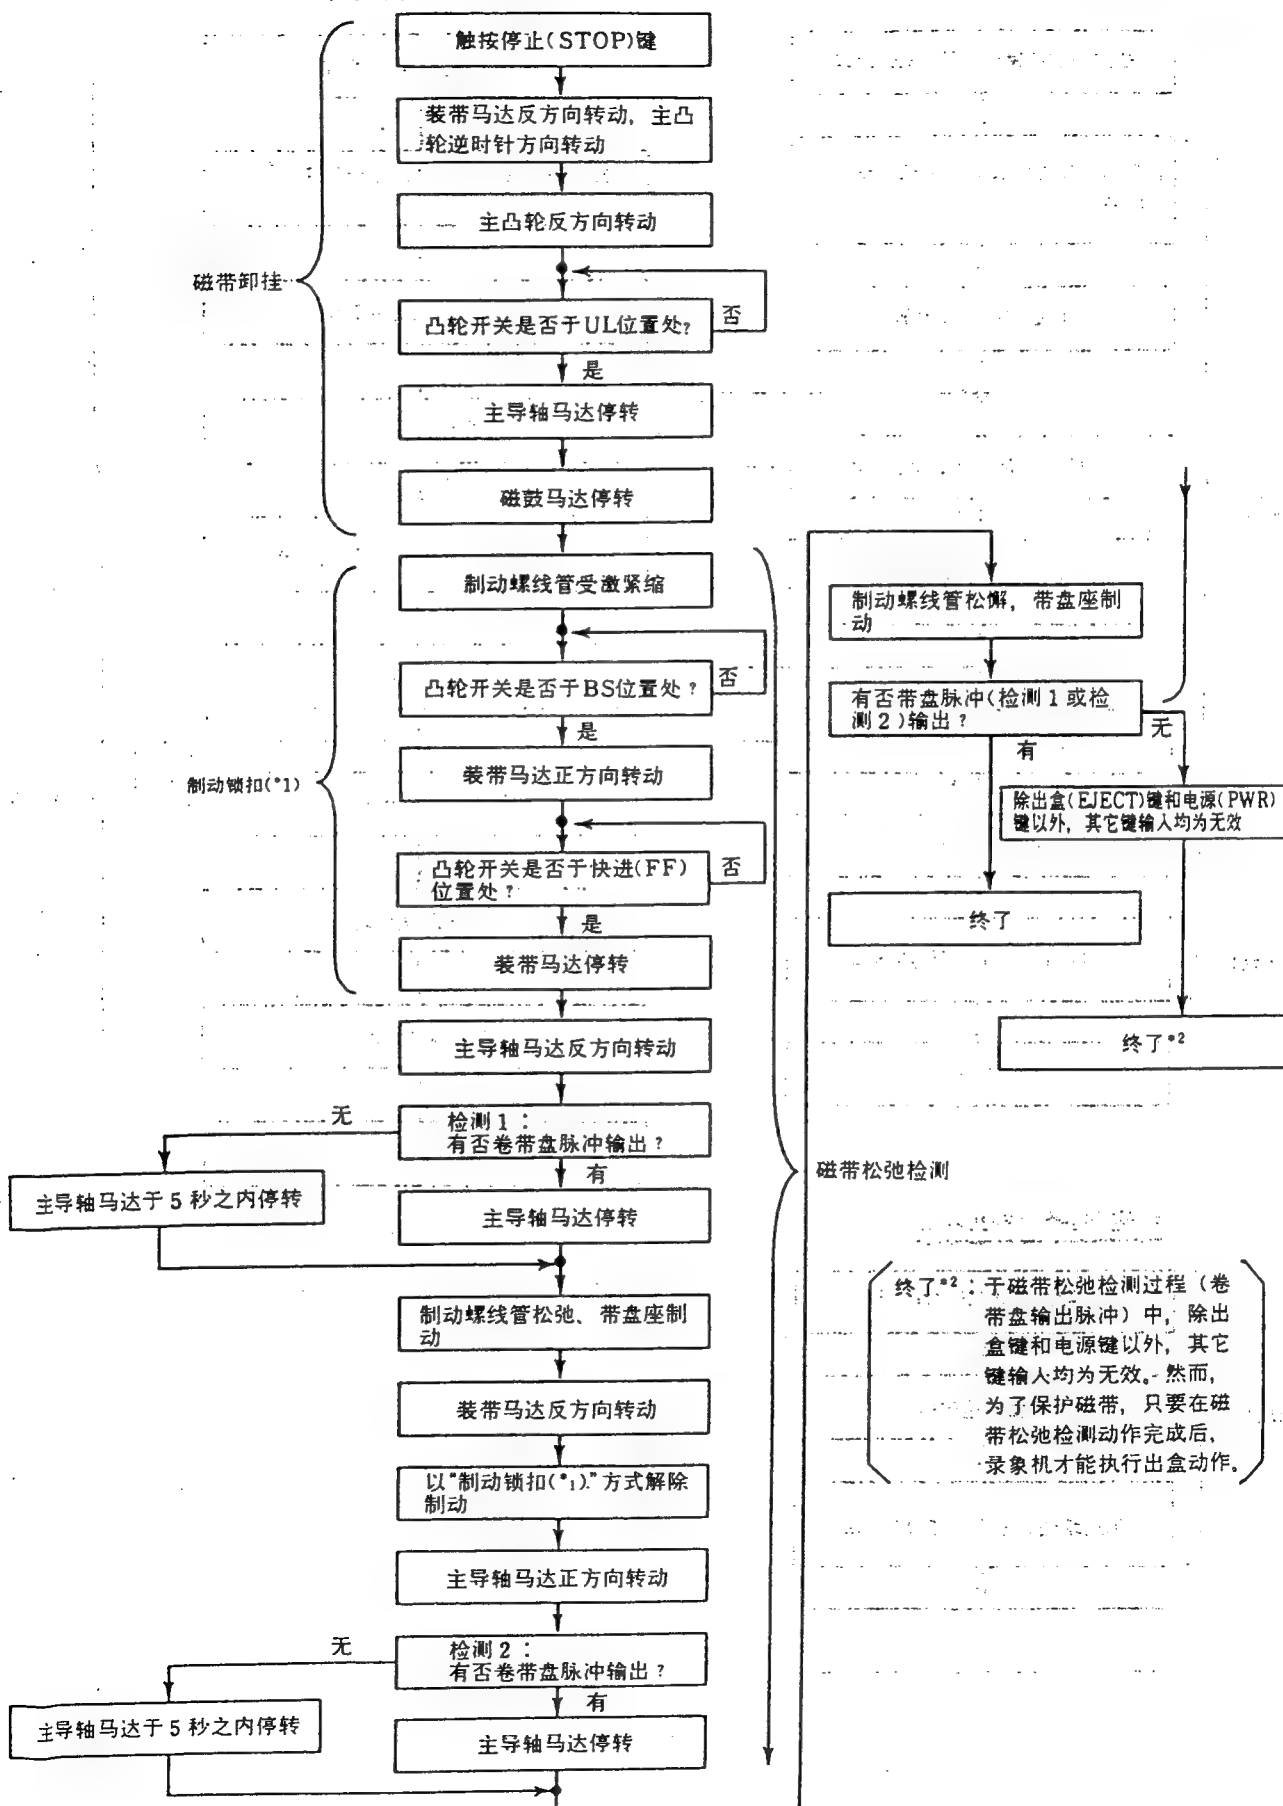 触按停止(STOP)键
装带马达反方向转动，主凸
轮逆时针方向转动
主凸轮反方向转动
磁带卸挂
凸轮开关是否于UL位置处？
否
是
主导轴马达停转
磁鼓马达停转
制动螺线管受激紧缩
凸轮开关是否于BS位置处？
否
是
装带马达正方向转动
制动锁扣(*1)
凸轮开关是否于快进(FF)
位置处？
否
是
装带马达停转
主导轴马达反方向转动
检测1：
有否卷带盘脉冲输出？
无
有
主导轴马达于5秒之内停转
主导轴马达停转
制动螺线管松弛、带盘座制
动
装带马达反方向转动
以“制动锁扣(*1)”方式解除
制动
主导轴马达正方向转动
检测2：
有否卷带盘脉冲输出？
无
有
主导轴马达于5秒之内停转
主导轴马达停转
磁带松弛检测
制动螺线管松懈，带盘座制
动
有否带盘脉冲(检测1或检
测2)输出？
无
有
除出盒(EJECT)键和电源(PWR)
键以外，其它键输入均为无效
终了
终了*2
终了*2：于磁带松弛检测过程（卷
带盘输出脉冲）中，除出
盒键和电源键以外，其它
键输入均为无效。然而，
为了保护磁带，只要在磁
带松弛检测动作完成后，
录象机才能执行出盒动作。